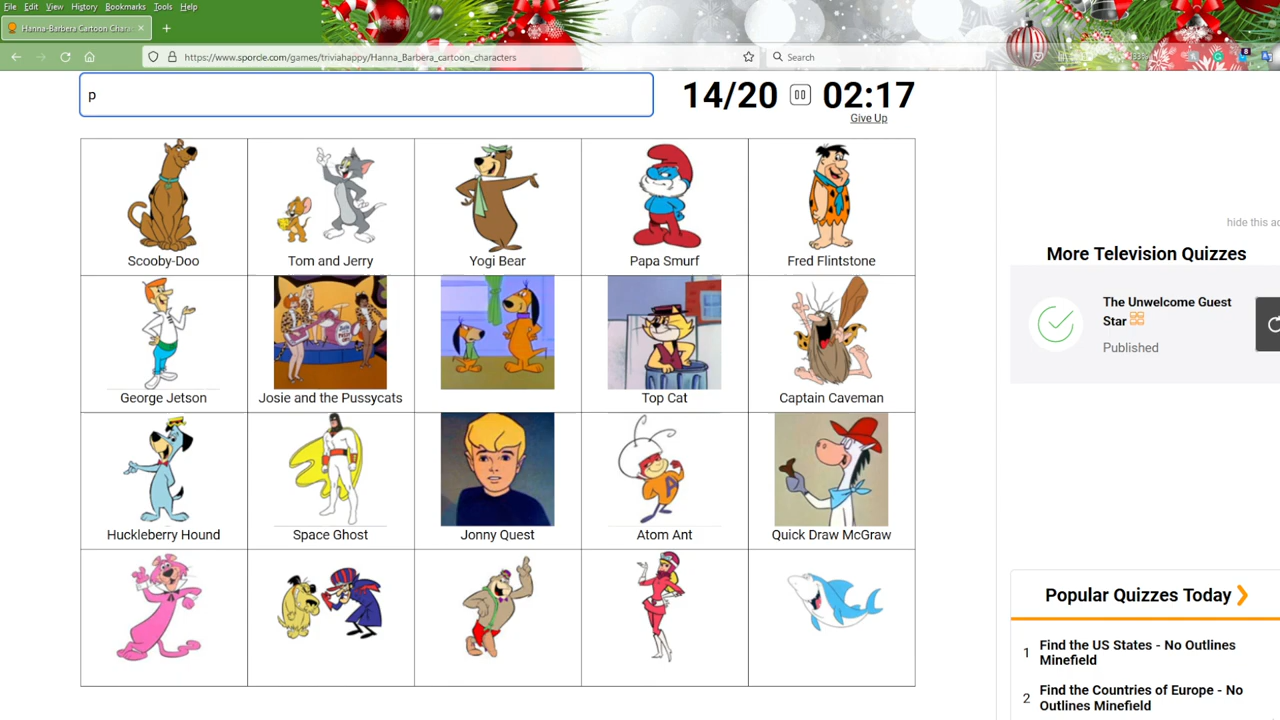 File Edit View History Bookmarks Tools Help
Hanna-Barbera Cartoon Chara
https://www.sporcle.com/games/triviahappy/Hanna_Barbera_cartoon_characters
Search
p
14/20 02:17
Give Up
Scooby-Doo Tom and Jerry Yogi Bear Papa Smurf Fred Flintstone
George Jetson Josie and the Pussycats Top Cat Captain Caveman
Huckleberry Hound Space Ghost Jonny Quest Atom Ant Quick Draw McGraw
A
hide this ad
More Television Quizzes
The Unwelcome Guest
Star
Published
Popular Quizzes Today
1 Find the US States - No Outlines
Minefield
2 Find the Countries of Europe - No
Outlines Minefield